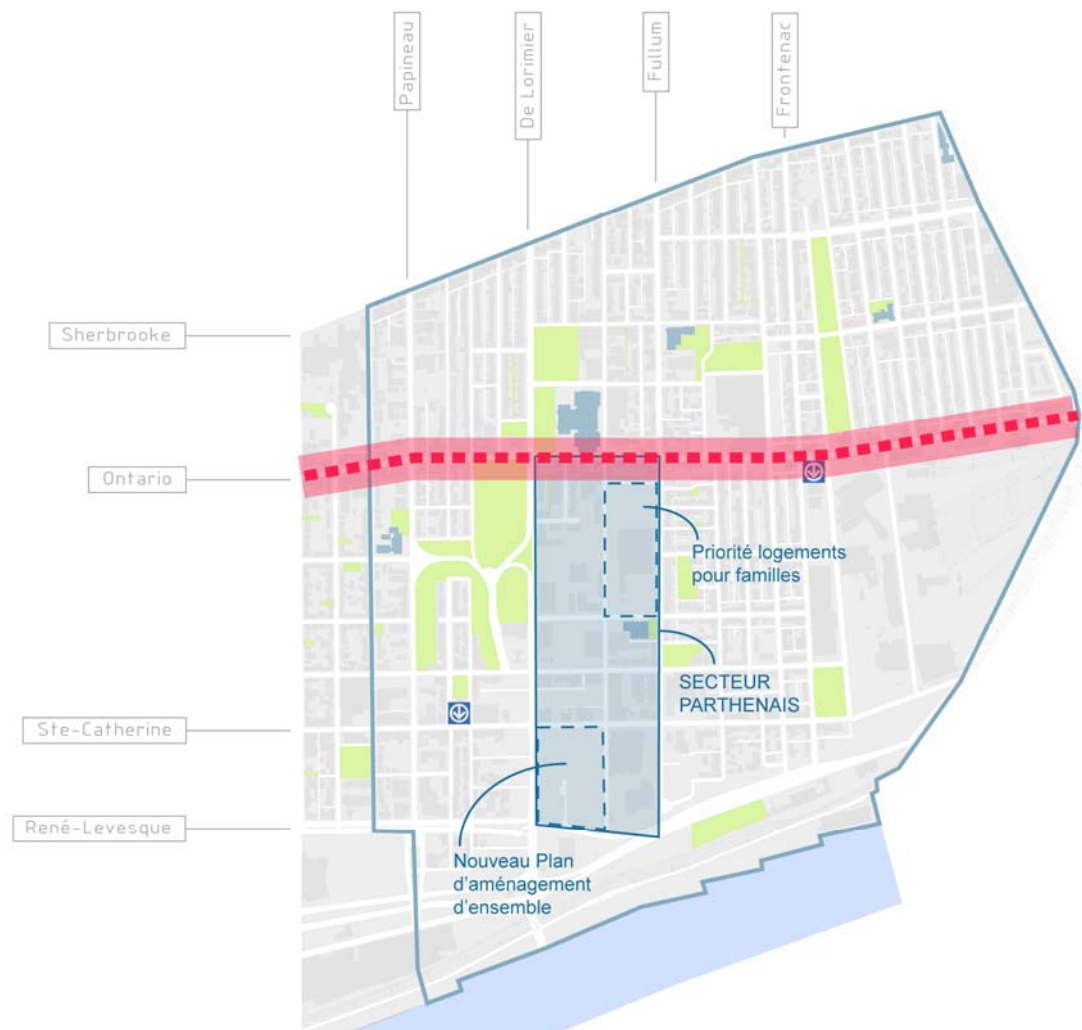 Papineau
De Lorimier
Fullum
Frontenac
Sherbrooke
Ontario
Priorité logements
pour familles
SECTEUR
PARTHENAIS
Ste-Catherine
René-Levesque
Nouveau Plan
d'aménagement
d'ensemble